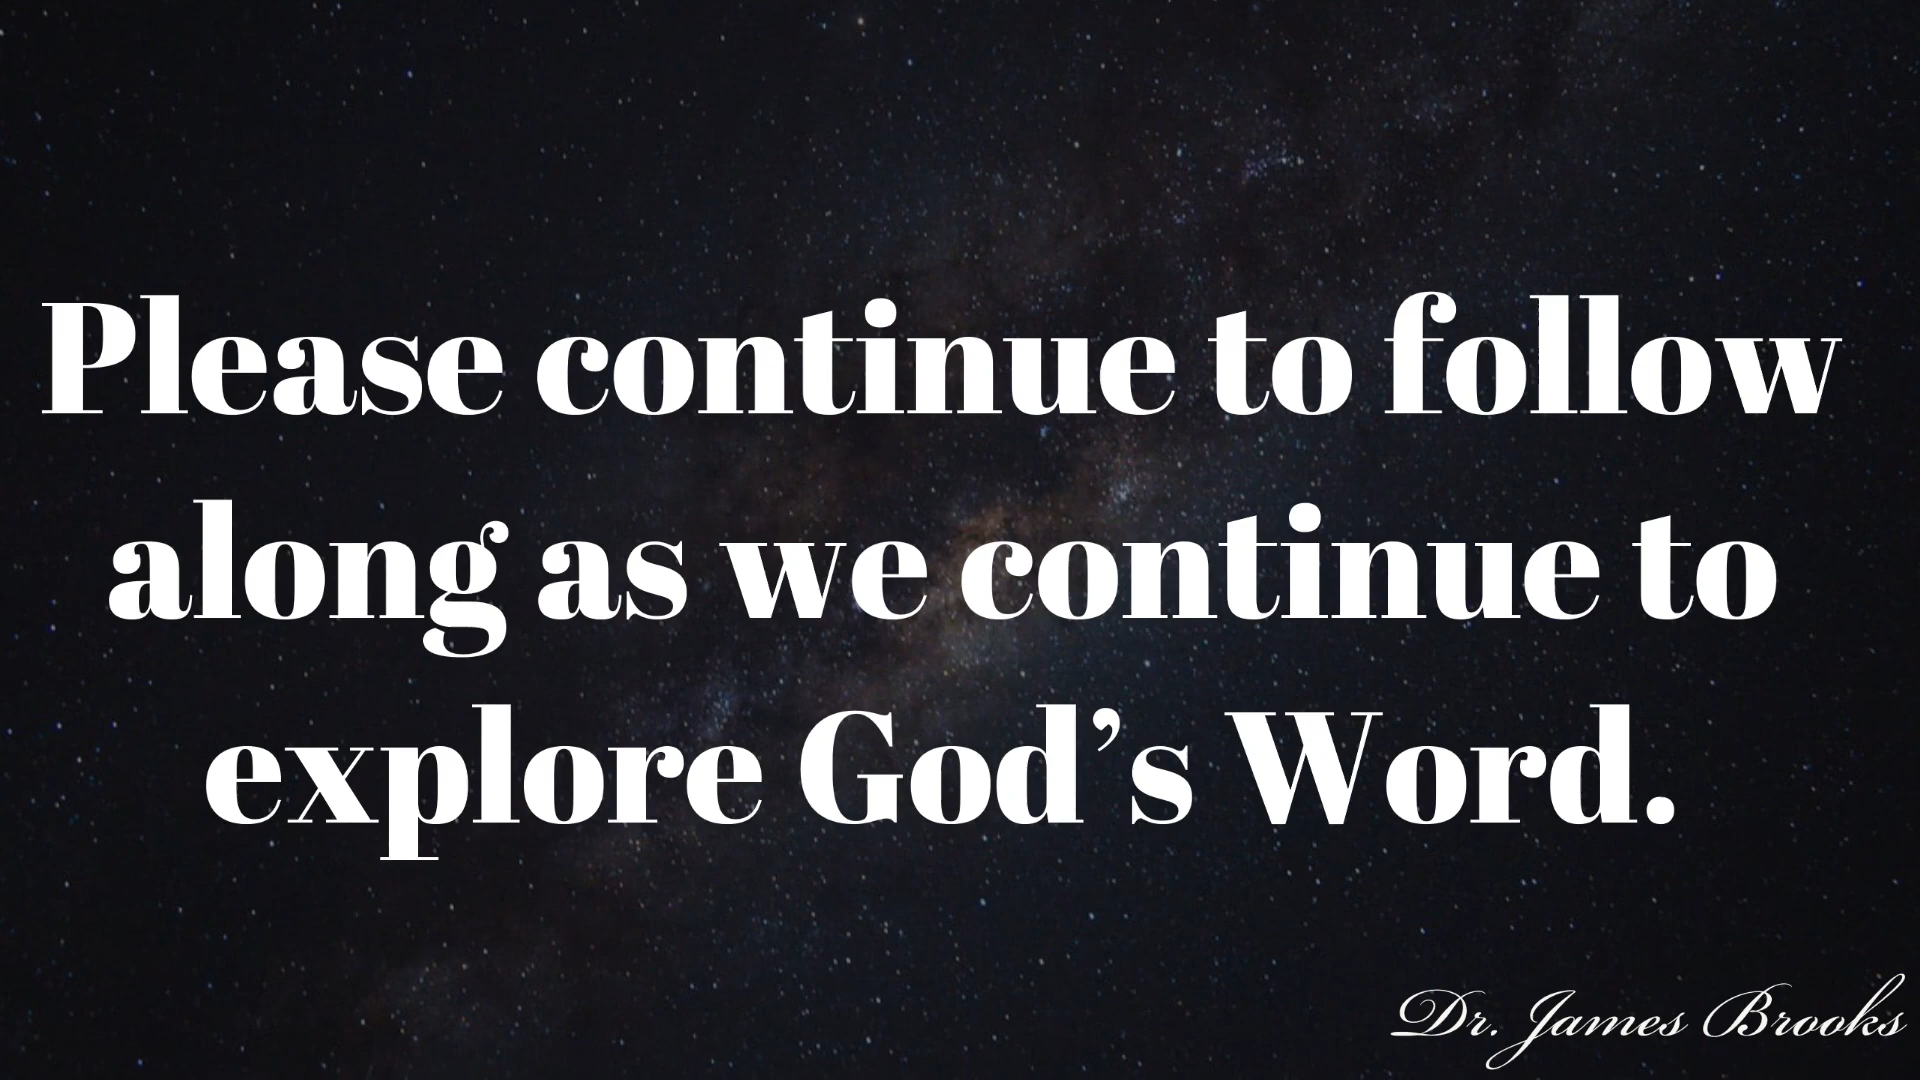 Please continue to follow
along as we continue to
explore God’s Word.
Dr. James Brooks